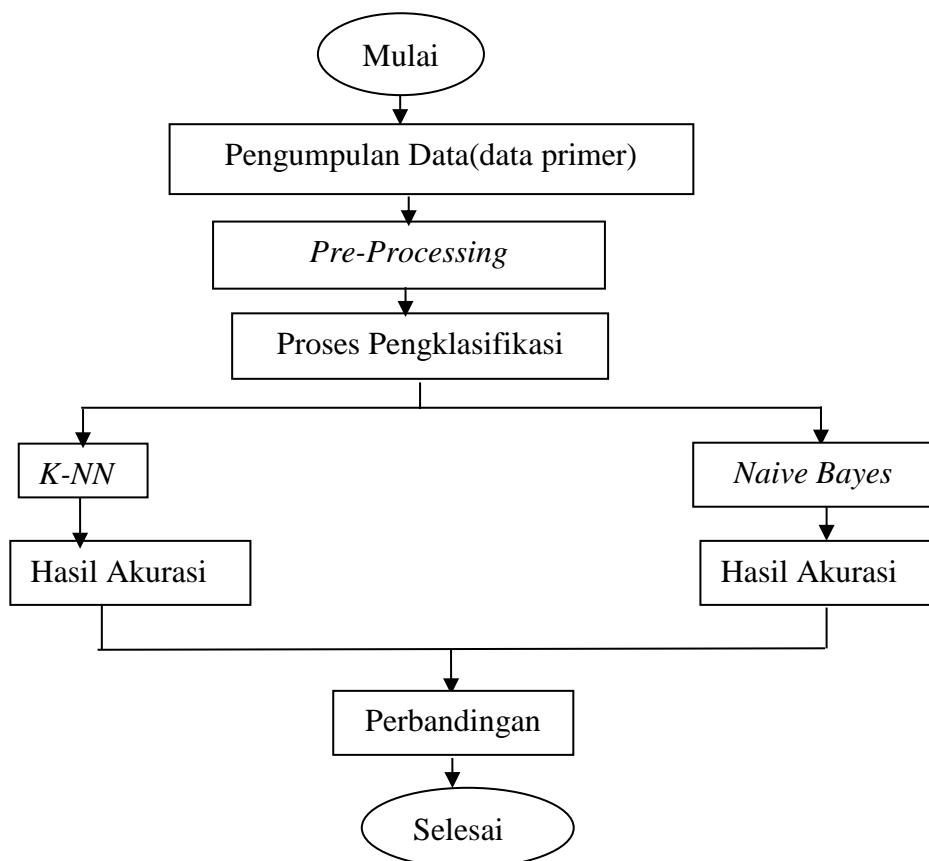 Mulai
Pengumpulan Data(data primer)
Pre-Processing
Proses Pengklasifikasi
K-NN
Naive Bayes
Hasil Akurasi
Hasil Akurasi
Perbandingan
Selesai